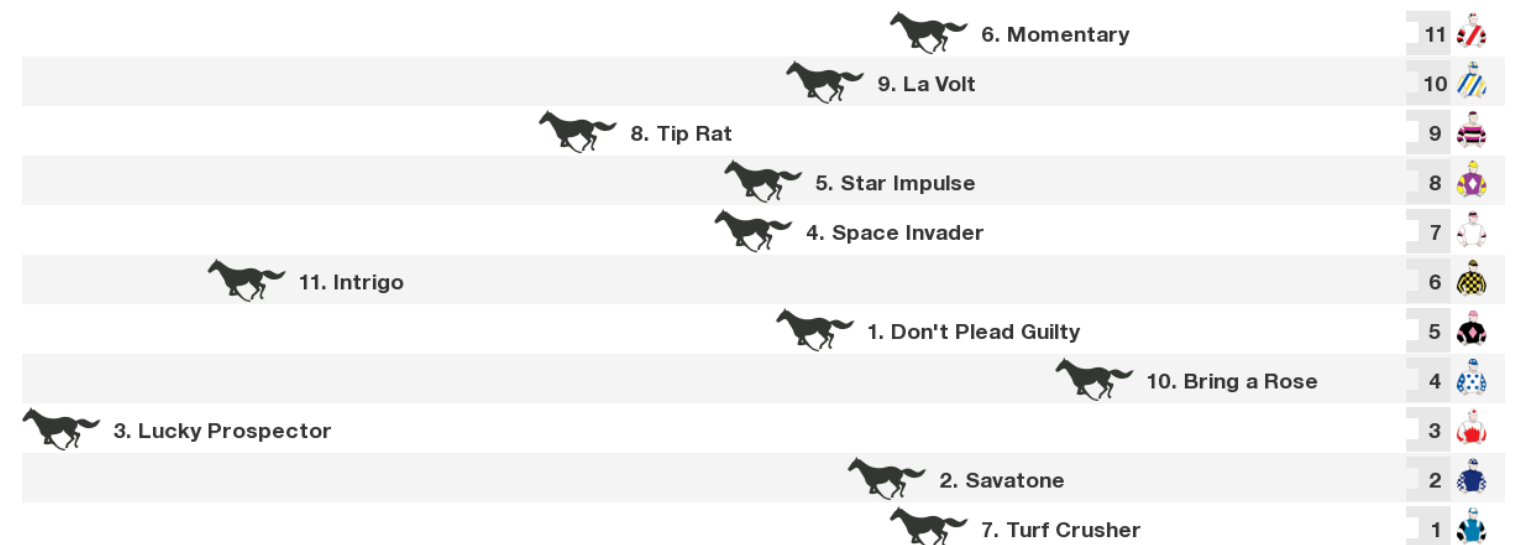 6. Momentary 11
9. La Volt 10
8. Tip Rat 9
5. Star Impulse 8
4. Space Invader 7
11. Intrigo 6
1. Don't Plead Guilty 5
10. Bring a Rose 4
3. Lucky Prospector 3
2. Savatone 2
7. Turf Crusher 1